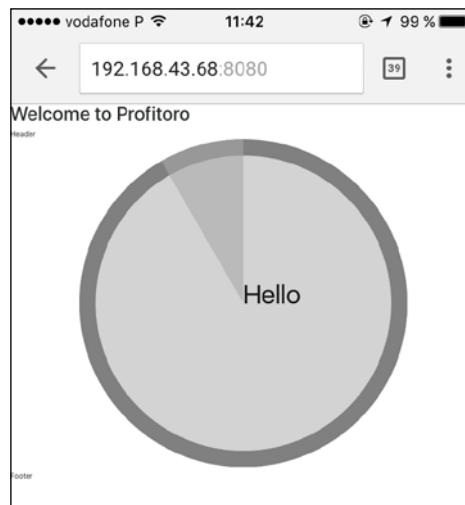 vodafone P 11:42 99 %
192.168.43.68:8080 39
Welcome to Profitoro
Header
Hello
Footer